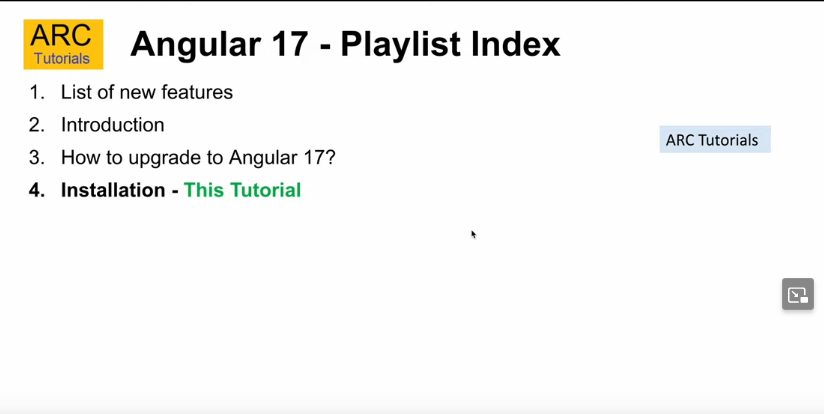 ARC
Tutorials
Angular 17 - Playlist Index
1. List of new features
2. Introduction
3. How to upgrade to Angular 17?
4. Installation - This Tutorial
ARC Tutorials